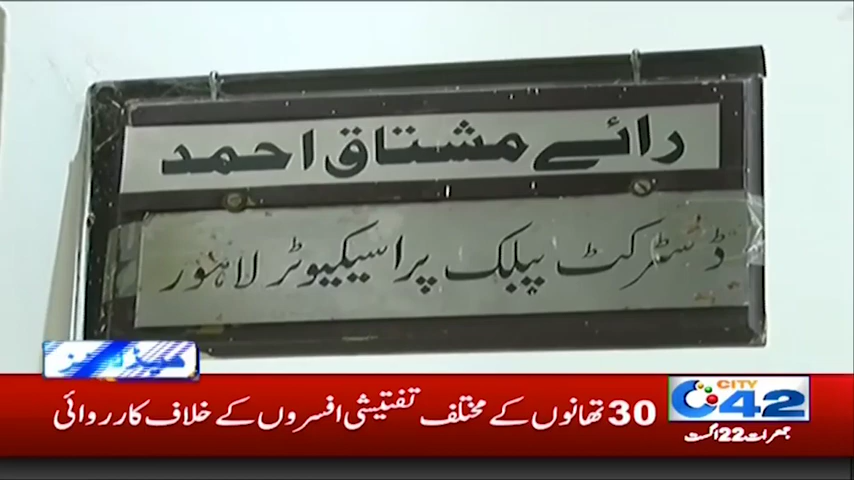 رائے مشتاق احمد
ڈسٹرکٹ پبلک پراسیکیوٹر لاہور
ہیڈلائنز
30 تھانوں کے مختلف تفتیشی افسروں کے خلاف کارروائی
CITY 42
جمعرات 22 اگست